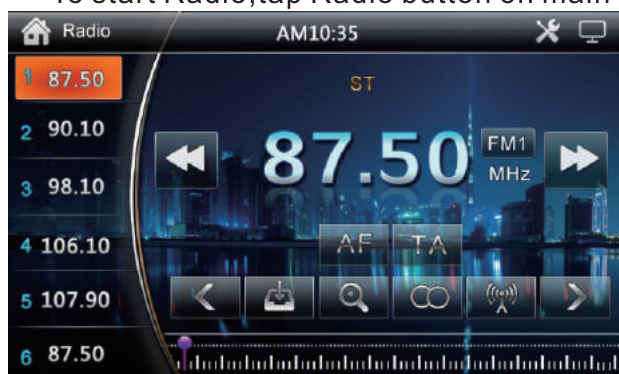 To start Radio,tap Radio button on main
Radio
AM10:35
1 87.50
2 90.10
3 98.10
4 106.10
5 107.90
6 87.50
ST
87.50
FM1
MHz
AF TA